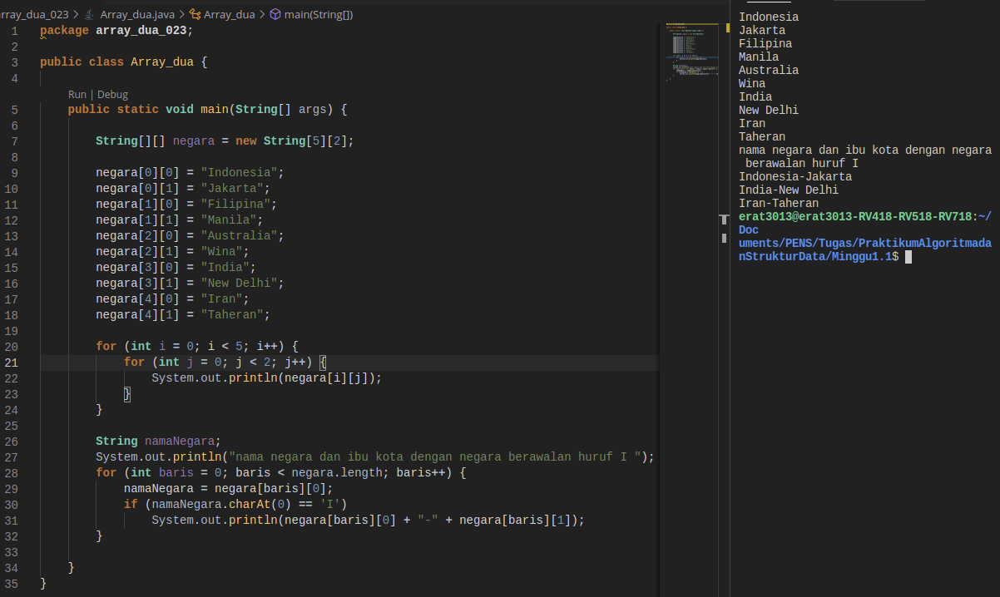 rray_dua_023 > Array_dua.java > Array_dua > main(String[])
1 package array_dua_023;
2
3 public class Array_dua {
4
Run | Debug
5 public static void main(String[] args) {
6
7 String[][] negara = new String[5][2];
8
9 negara[0][0] = "Indonesia";
10 negara[0][1] = "Jakarta";
11 negara[1][0] = "Filipina";
12 negara[1][1] = "Manila";
13 negara[2][0] = "Australia";
14 negara[2][1] = "Wina";
15 negara[3][0] = "India";
16 negara[3][1] = "New Delhi";
17 negara[4][0] = "Iran";
18 negara[4][1] = "Taheran";
19
20 for (int i = 0; i < 5; i++) {
21 for (int j = 0; j < 2; j++) {
22 System.out.println(negara[i][j]);
23 }
24 }
25
26 String namaNegara;
27 System.out.println("nama negara dan ibu kota dengan negara berawalan huruf I ");
28 for (int baris = 0; baris < negara.length; baris++) {
29 namaNegara = negara[baris][0];
30 if (namaNegara.charAt(0) == 'I')
31 System.out.println(negara[baris][0] + "-" + negara[baris][1]);
32 }
33
34 }
35 }
Indonesia
Jakarta
Filipina
Manila
Australia
Wina
India
New Delhi
Iran
Taheran
nama negara dan ibu kota dengan negara
berawalan huruf I
Indonesia-Jakarta
India-New Delhi
Iran-Taheran
erat3013@erat3013-RV418-RV518-RV718:~/
Doc
uments/PENS/Tugas/PraktikumAlgoritmada
nStrukturData/Minggu1.1$